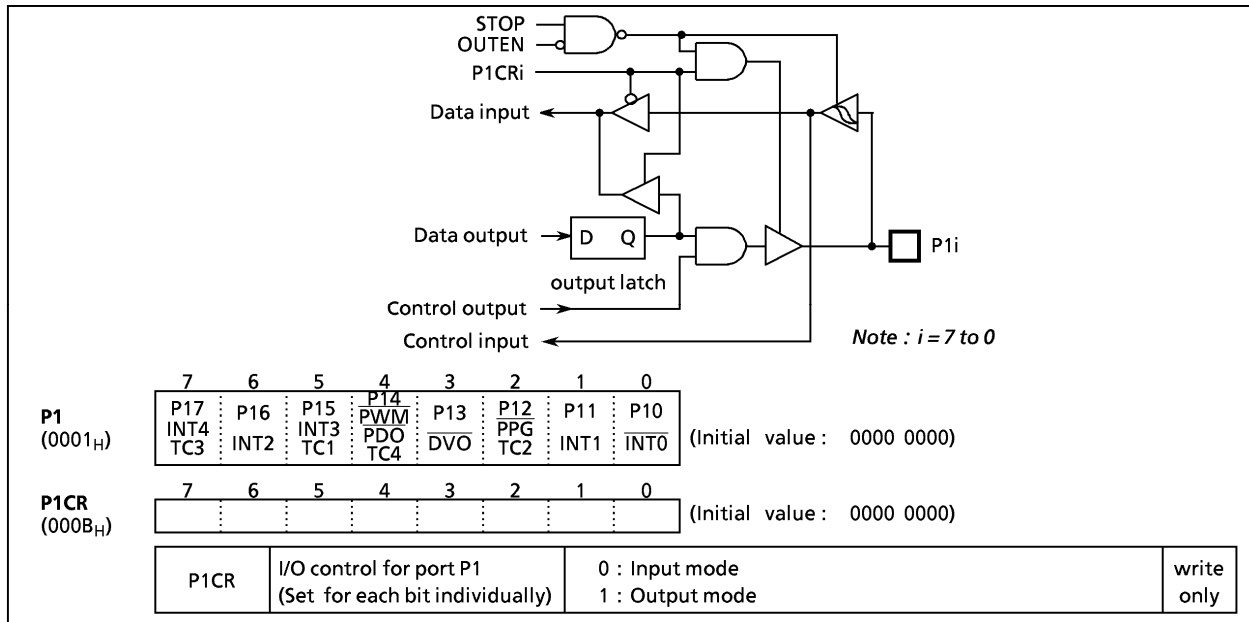 STOP
OUTEN
P1CRi
Data input
Data output
D Q
P1i
output latch
Control output
Control input
Note : i = 7 to 0
7 6 5 4 3 2 1 0
P1
(0001H)
P17
INT4
TC3
P16
INT2
P15
INT3
TC1
P14
PWM
PDO
TC4
P13
DVO
P12
PPG
TC2
P11
INT1
P10
INT0
(Initial value : 0000 0000)
7 6 5 4 3 2 1 0
P1CR
(000BH)
(Initial value : 0000 0000)
P1CR
I/O control for port P1
(Set for each bit individually)
0 : Input mode
1 : Output mode
write
only